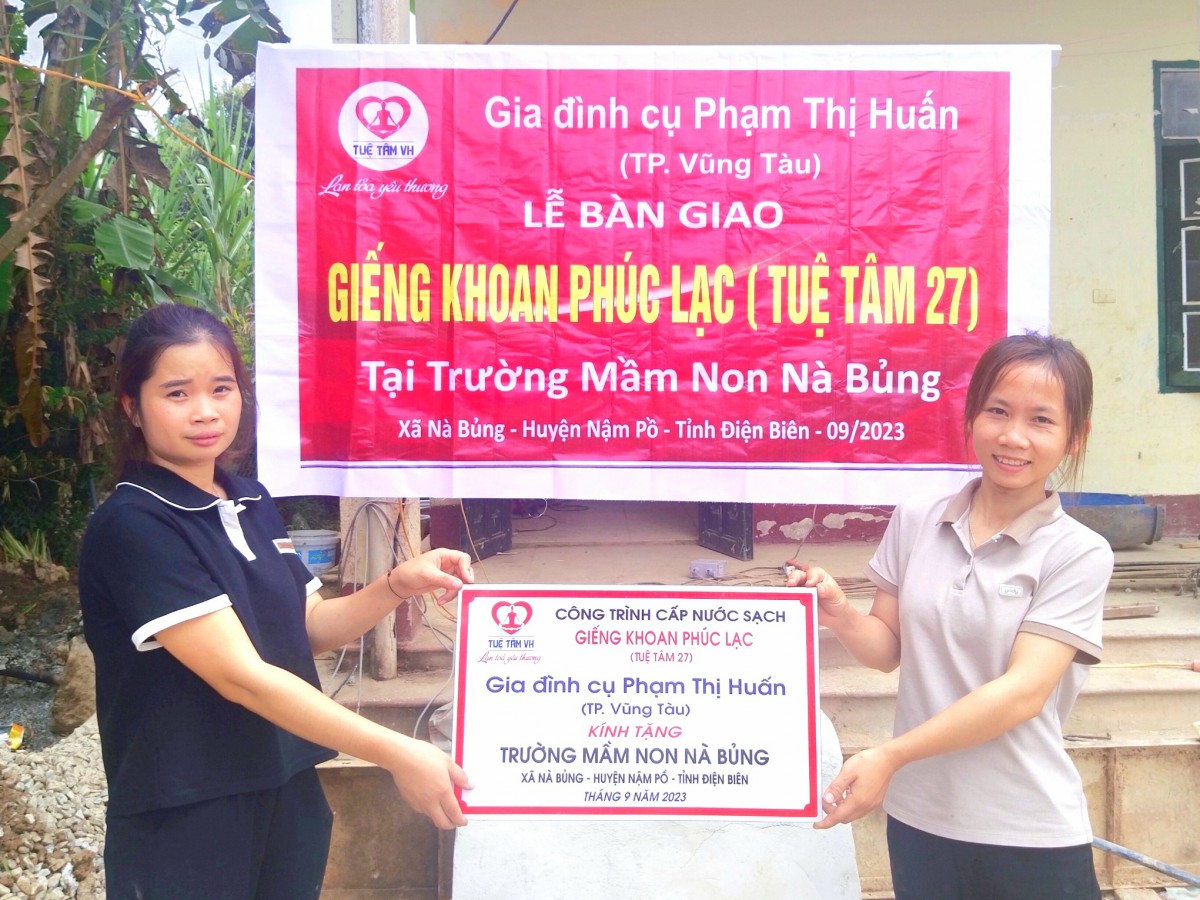 TUỆ TÂM VH
Lan tỏa yêu thương
Gia đình cụ Phạm Thị Huấn
(TP. Vũng Tàu)
LỄ BÀN GIAO
GIẾNG KHOAN PHÚC LẠC ( TUỆ TÂM 27)
Tại Trường Mầm Non Nà Bủng
Xã Nà Bủng - Huyện Nậm Pồ - Tỉnh Điện Biên - 09/2023
TUỆ TÂM VH
Lan toả yêu thương
CÔNG TRÌNH CẤP NƯỚC SẠCH
GIẾNG KHOAN PHÚC LẠC
(TUỆ TÂM 27)
Gia đình cụ Phạm Thị Huấn
(TP. Vũng Tàu)
KÍNH TẶNG
TRƯỜNG MẦM NON NÀ BỦNG
XÃ NÀ BỦNG - HUYỆN NẬM PỒ - TỈNH ĐIỆN BIÊN
THÁNG 9 NĂM 2023